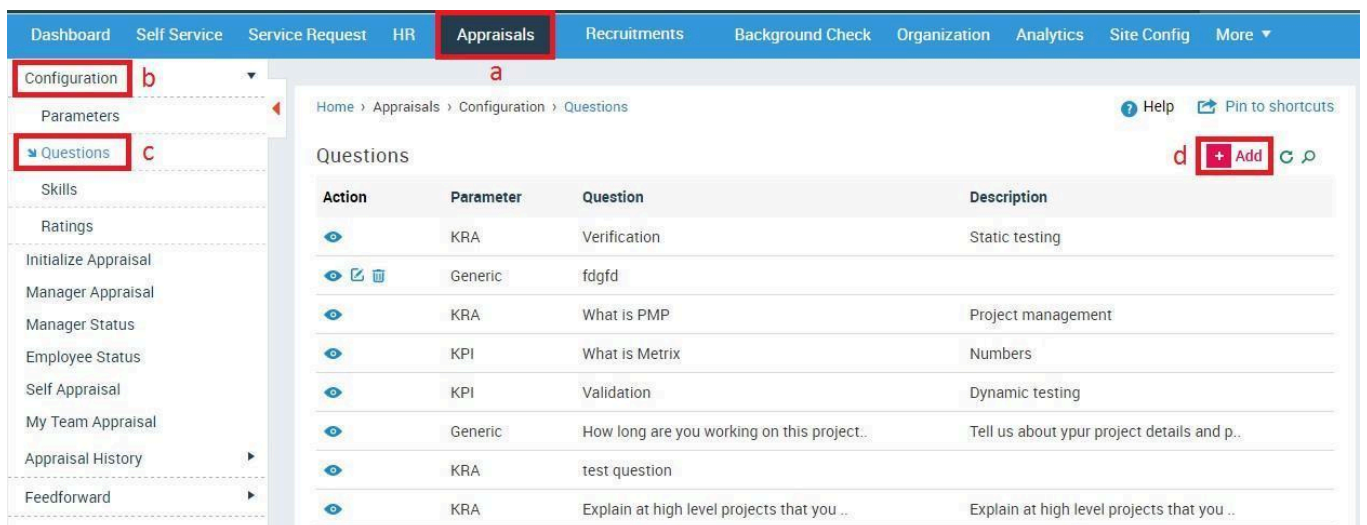 Dashboard Self Service Service Request HR Appraisals Recruitments Background Check Organization Analytics Site Config More ▼
a
Configuration b ▼
Parameters
Questions c
Skills
Ratings
Initialize Appraisal
Manager Appraisal
Manager Status
Employee Status
Self Appraisal
My Team Appraisal
Appraisal History
Feedforward
Home › Appraisals › Configuration › Questions
? Help Pin to shortcuts
Questions
d + Add
Action Parameter Question Description
KRA Verification Static testing
Generic fdgfd
KRA What is PMP Project management
KPI What is Metrix Numbers
KPI Validation Dynamic testing
Generic How long are you working on this project.. Tell us about ypur project details and p..
KRA test question
KRA Explain at high level projects that you .. Explain at high level projects that you ..